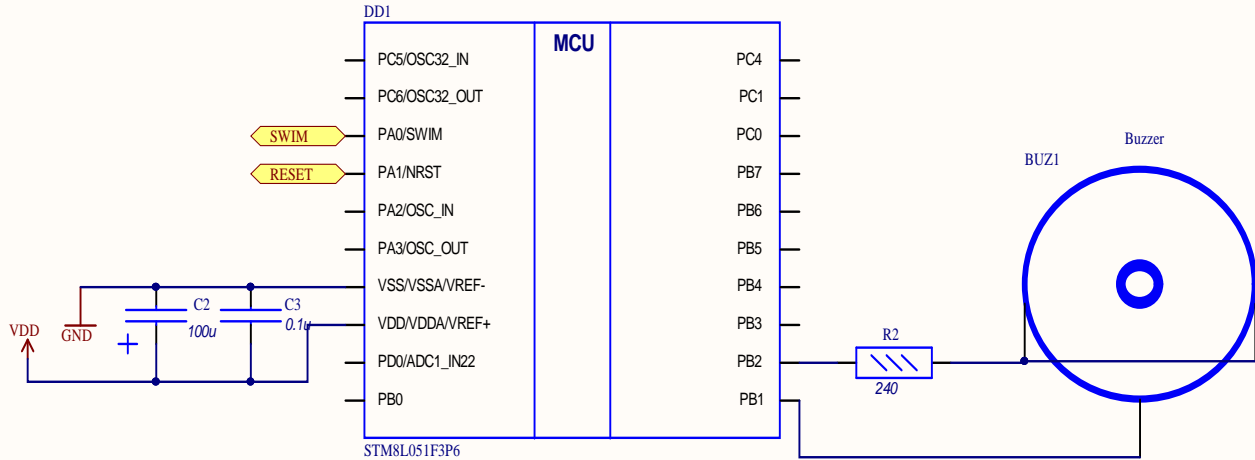 DD1
MCU
PC5/OSC32_IN
PC6/OSC32_OUT
SWIM
PA0/SWIM
RESET
PA1/NRST
PA2/OSC_IN
PA3/OSC_OUT
VSS/VSSA/VREF-
VDD/VDDA/VREF+
PD0/ADC1_IN22
PB0
PC4
PC1
PC0
PB7
PB6
PB5
PB4
PB3
PB2
PB1
STM8L051F3P6
VDD
GND
C2
100u
+
C3
0.1u
R2
240
Buzzer
BUZ1